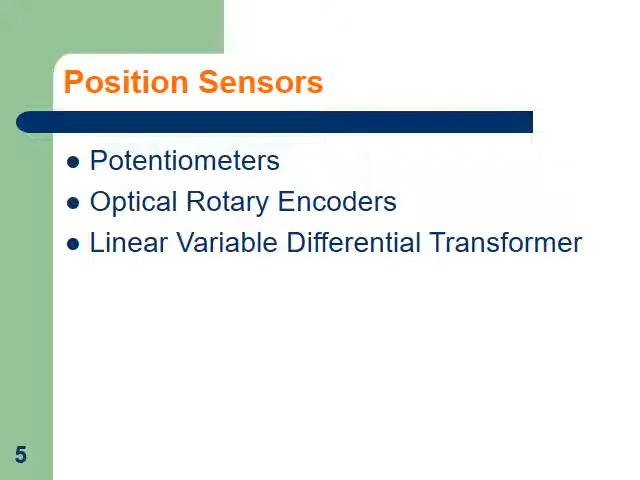 Position Sensors
Potentiometers
Optical Rotary Encoders
Linear Variable Differential Transformer
5